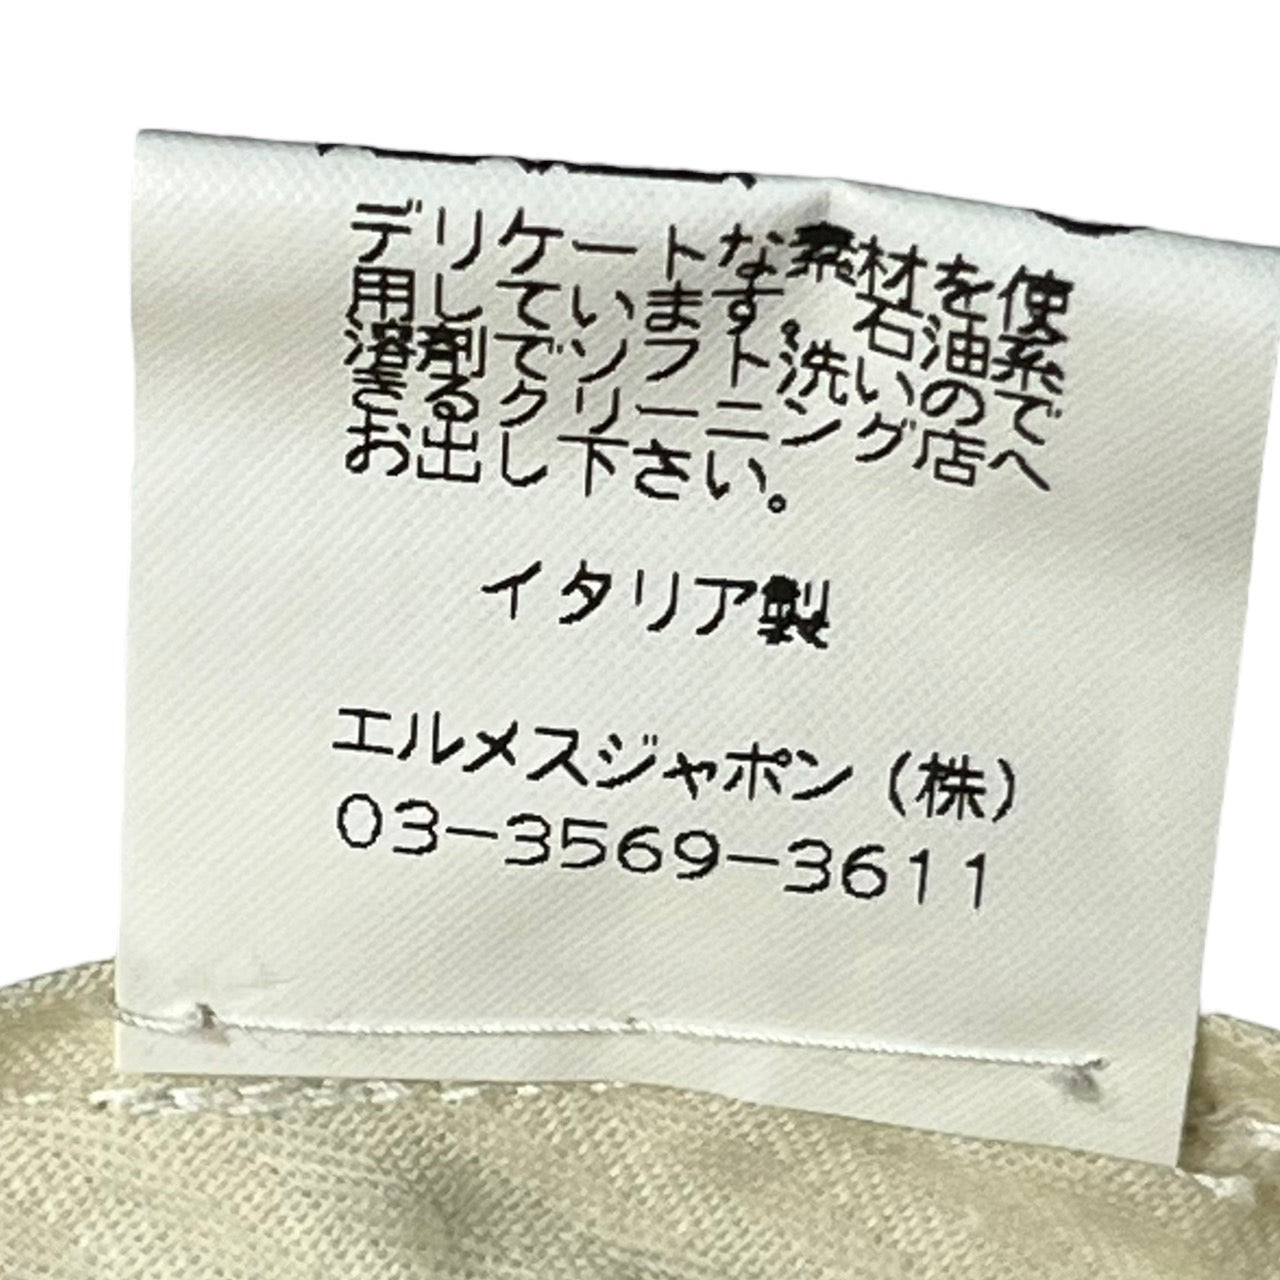 デリケートな素材を使
用しています。石油系
溶剤でソフト洗いので
きるクリーニング店へ
お出し下さい。
イタリア製
エルメスジャポン（株）
03-3569-3611